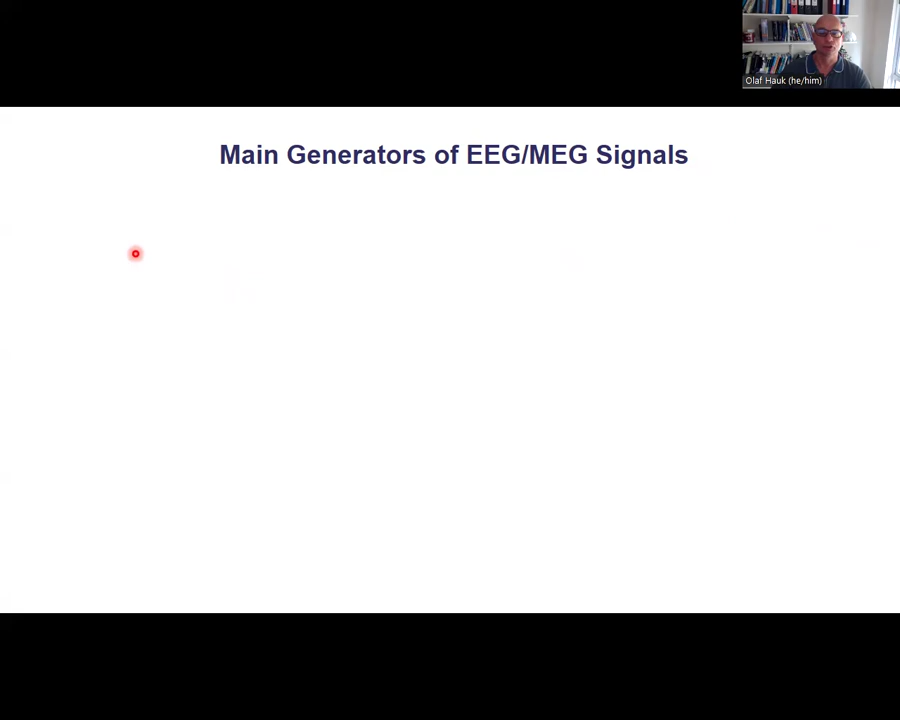 Olaf Hauk (he/him)
Main Generators of EEG/MEG Signals